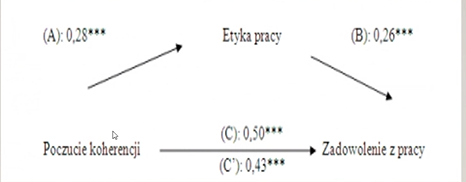 (A): 0,28*** Etyka pracy (B): 0,26***
(C): 0,50***
Poczucie koherencji Zadowolenie z pracy
(C'): 0,43***